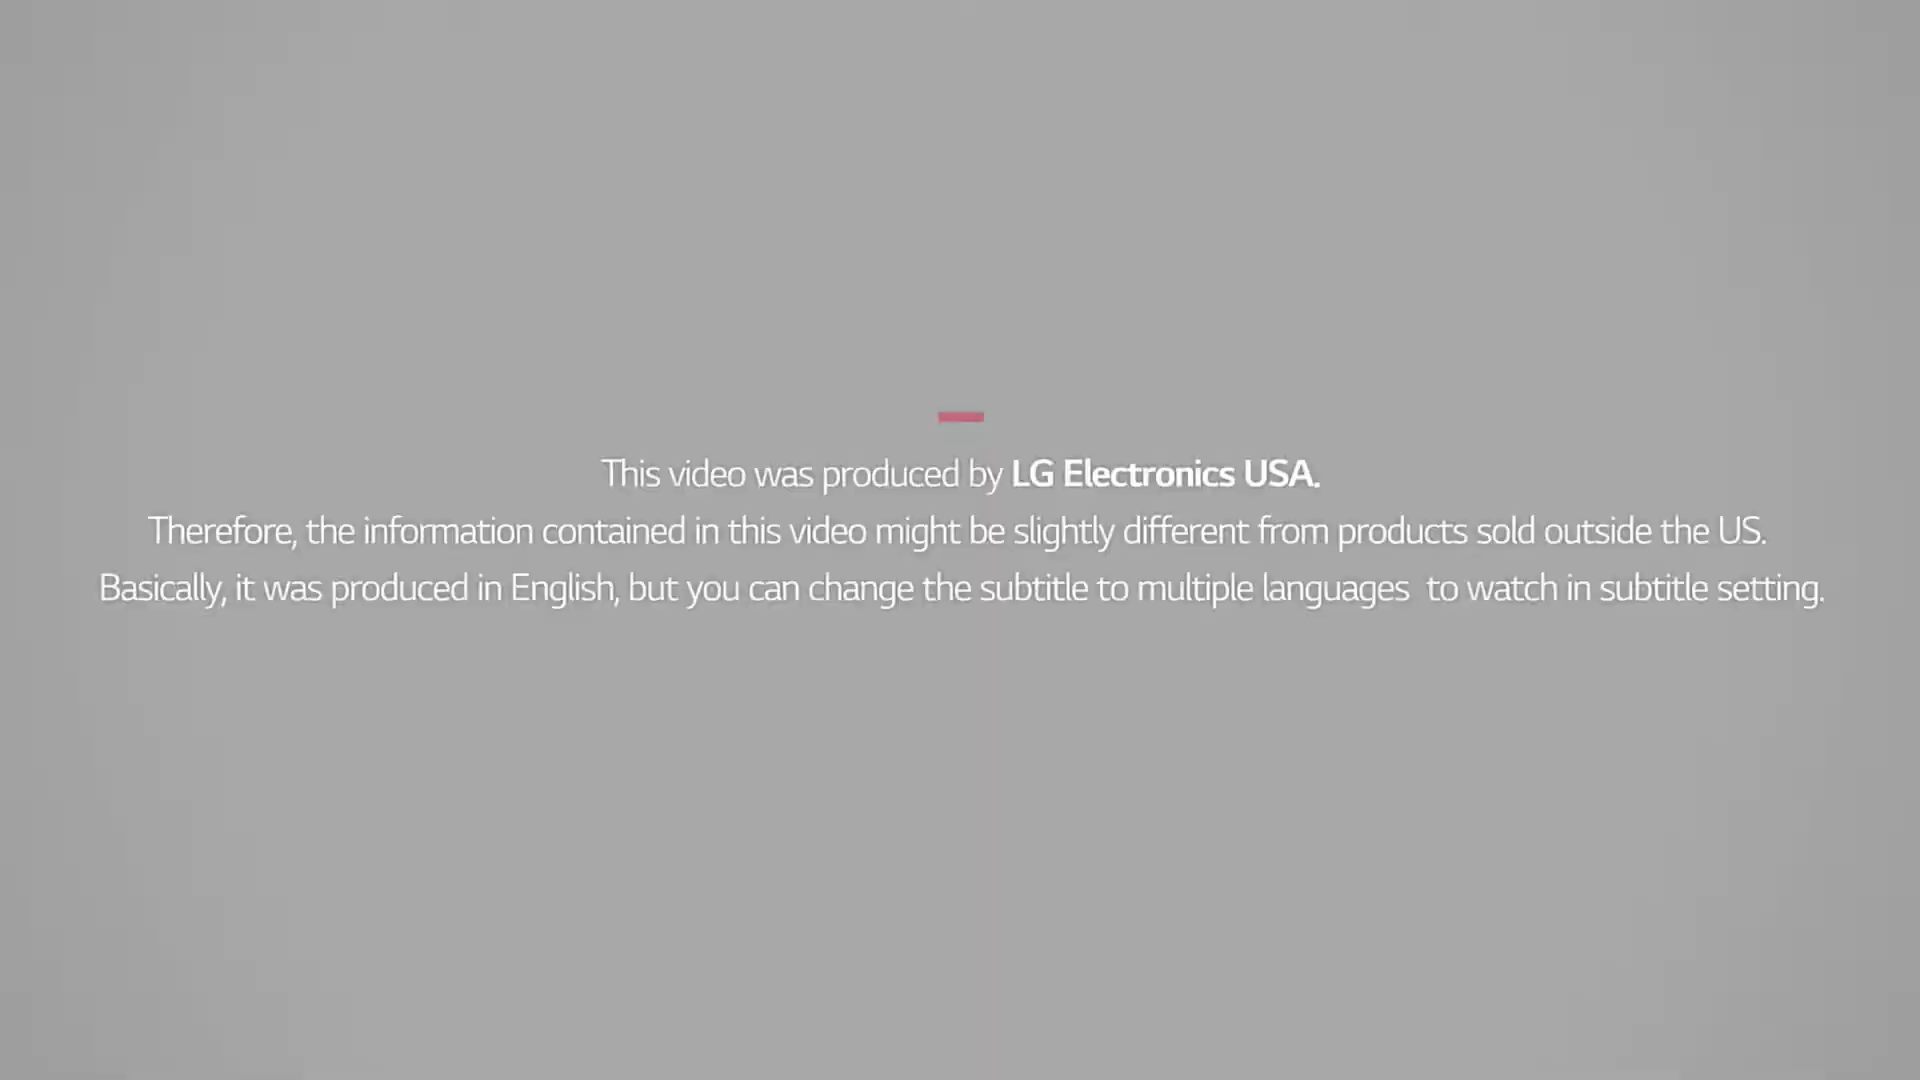 This video was produced by LG Electronics USA.
Therefore, the information contained in this video might be slightly different from products sold outside the US.
Basically, it was produced in English, but you can change the subtitle to multiple languages  to watch in subtitle setting.